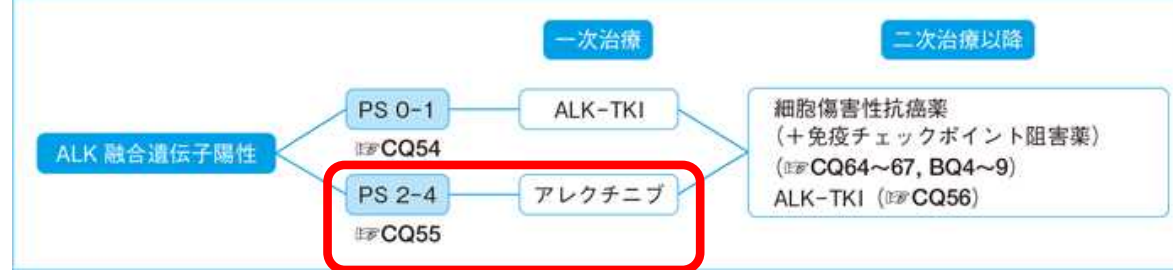 一次治療
二次治療以降
ALK 融合遺伝子陽性
PS 0-1
☞CQ54
ALK-TKI
PS 2-4
☞CQ55
アレクチニブ
細胞傷害性抗癌薬
（＋免疫チェックポイント阻害薬）
（☞CQ64〜67, BQ4〜9）
ALK-TKI（☞CQ56）